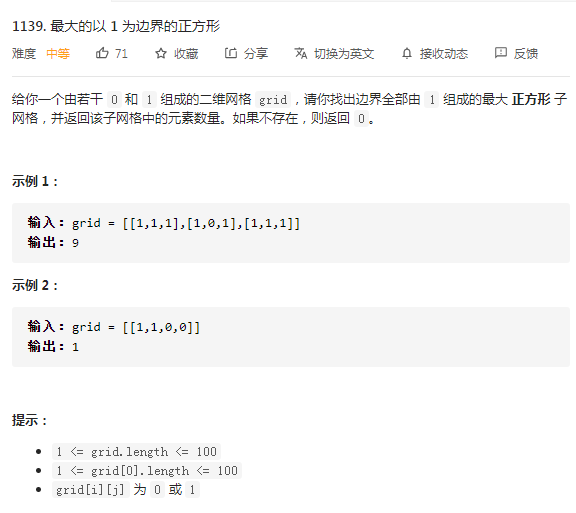 1139. 最大的以 1 为边界的正方形
难度 中等 71 收藏 分享 切换为英文 接收动态 反馈
给你一个由若干 0 和 1 组成的二维网格 grid，请你找出边界全部由 1 组成的最大 正方形 子
网格，并返回该子网格中的元素数量。如果不存在，则返回 0。
示例 1：
输入：grid = [[1,1,1],[1,0,1],[1,1,1]]
输出：9
示例 2：
输入：grid = [[1,1,0,0]]
输出：1
提示：
1 <= grid.length <= 100
1 <= grid[0].length <= 100
grid[i][j] 为 0 或 1